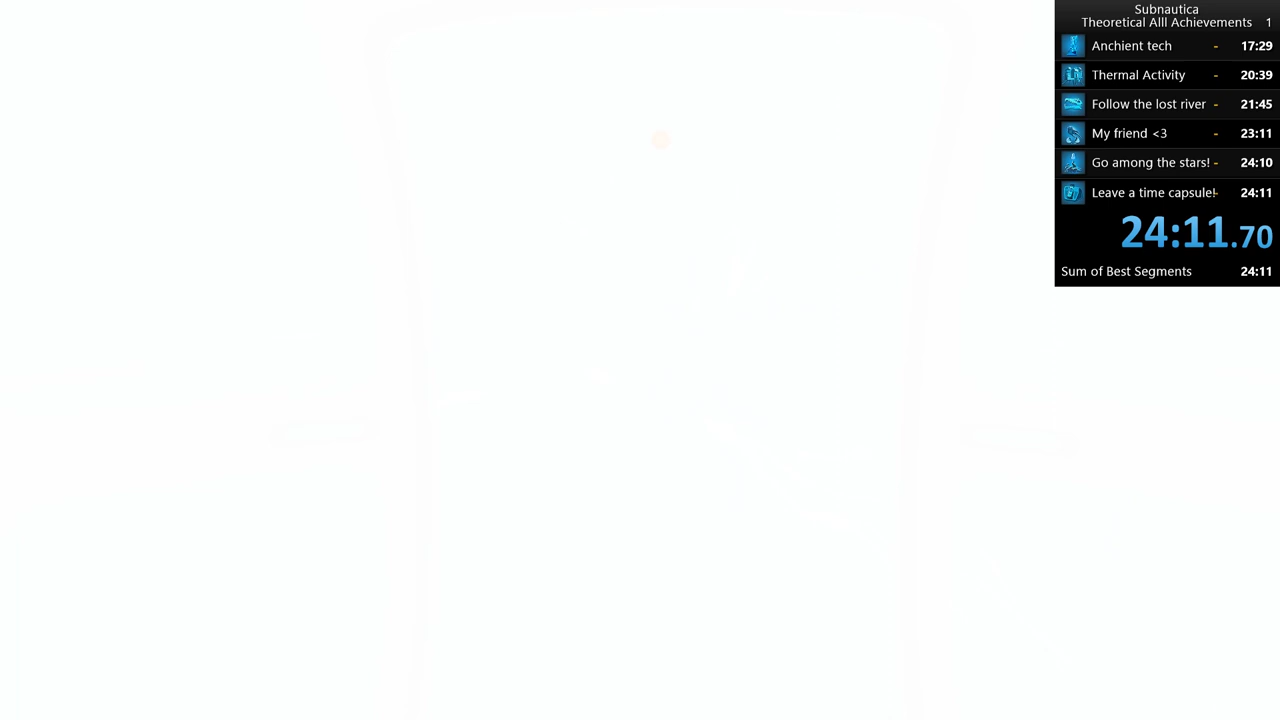 Subnautica
Theoretical Alll Achievements 1
Anchient tech - 17:29
Thermal Activity - 20:39
Follow the lost river - 21:45
My friend <3 - 23:11
Go among the stars! - 24:10
Leave a time capsule! - 24:11
24:11.70
Sum of Best Segments 24:11